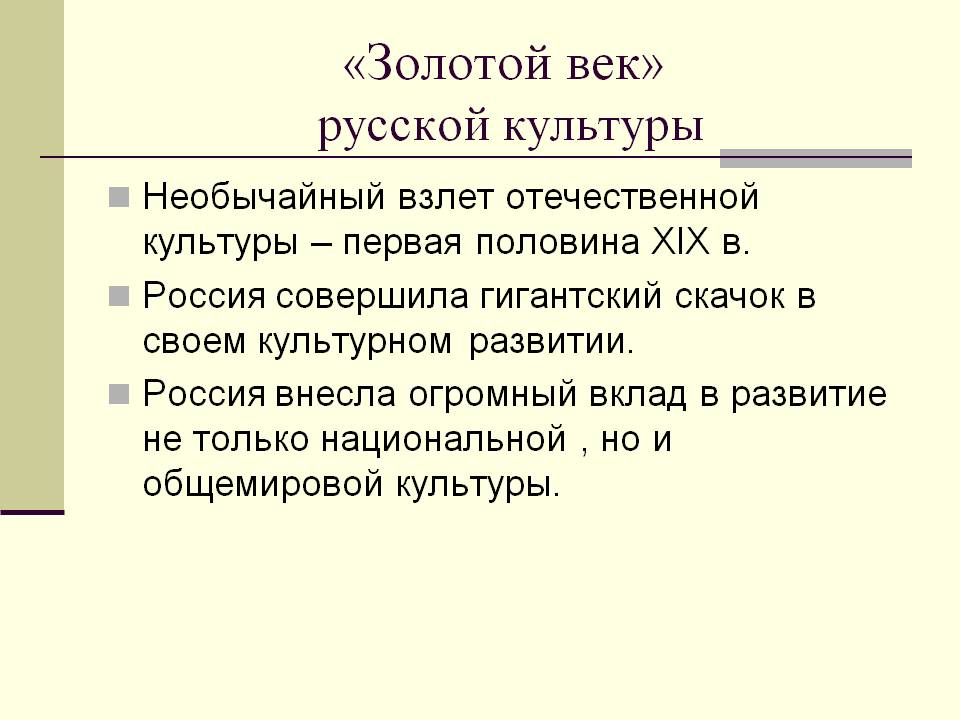 «Золотой век»
русской культуры
Необычайный взлет отечественной
культуры – первая половина XIX в.
Россия совершила гигантский скачок в
своем культурном развитии.
Россия внесла огромный вклад в развитие
не только национальной , но и
общемировой культуры.